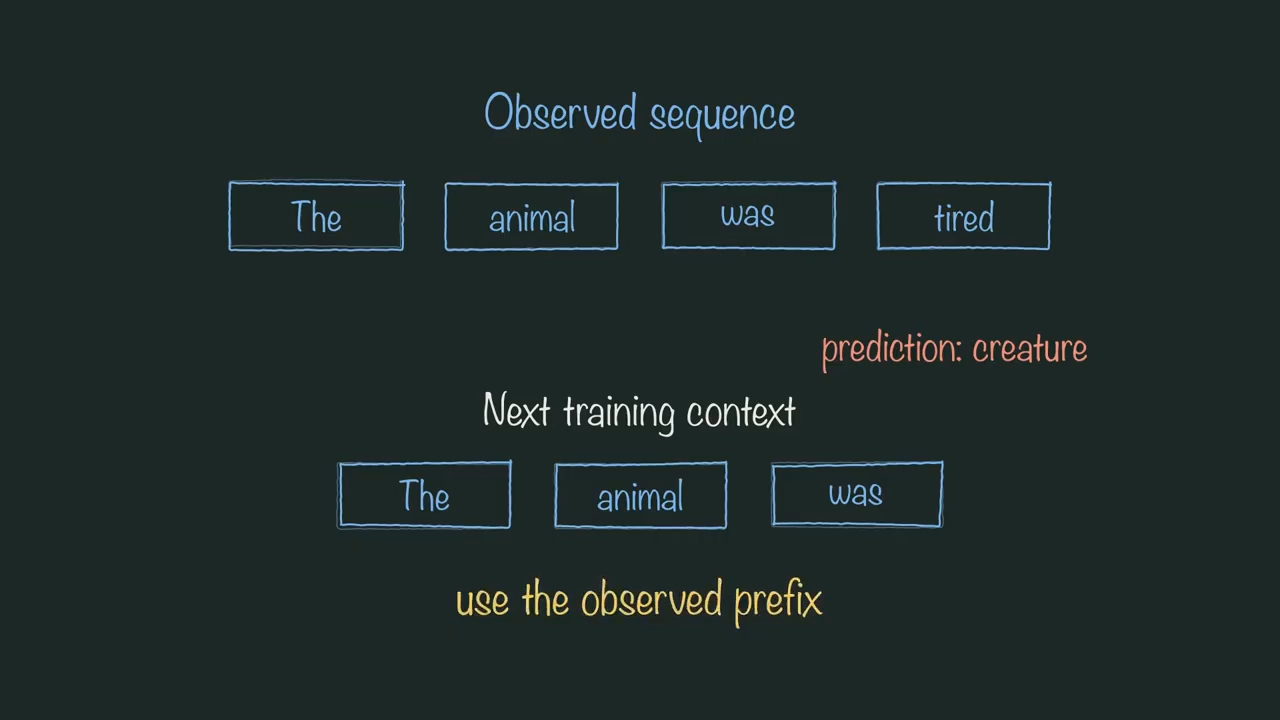 Observed sequence
The animal was tired
prediction: creature
Next training context
The animal was
use the observed prefix